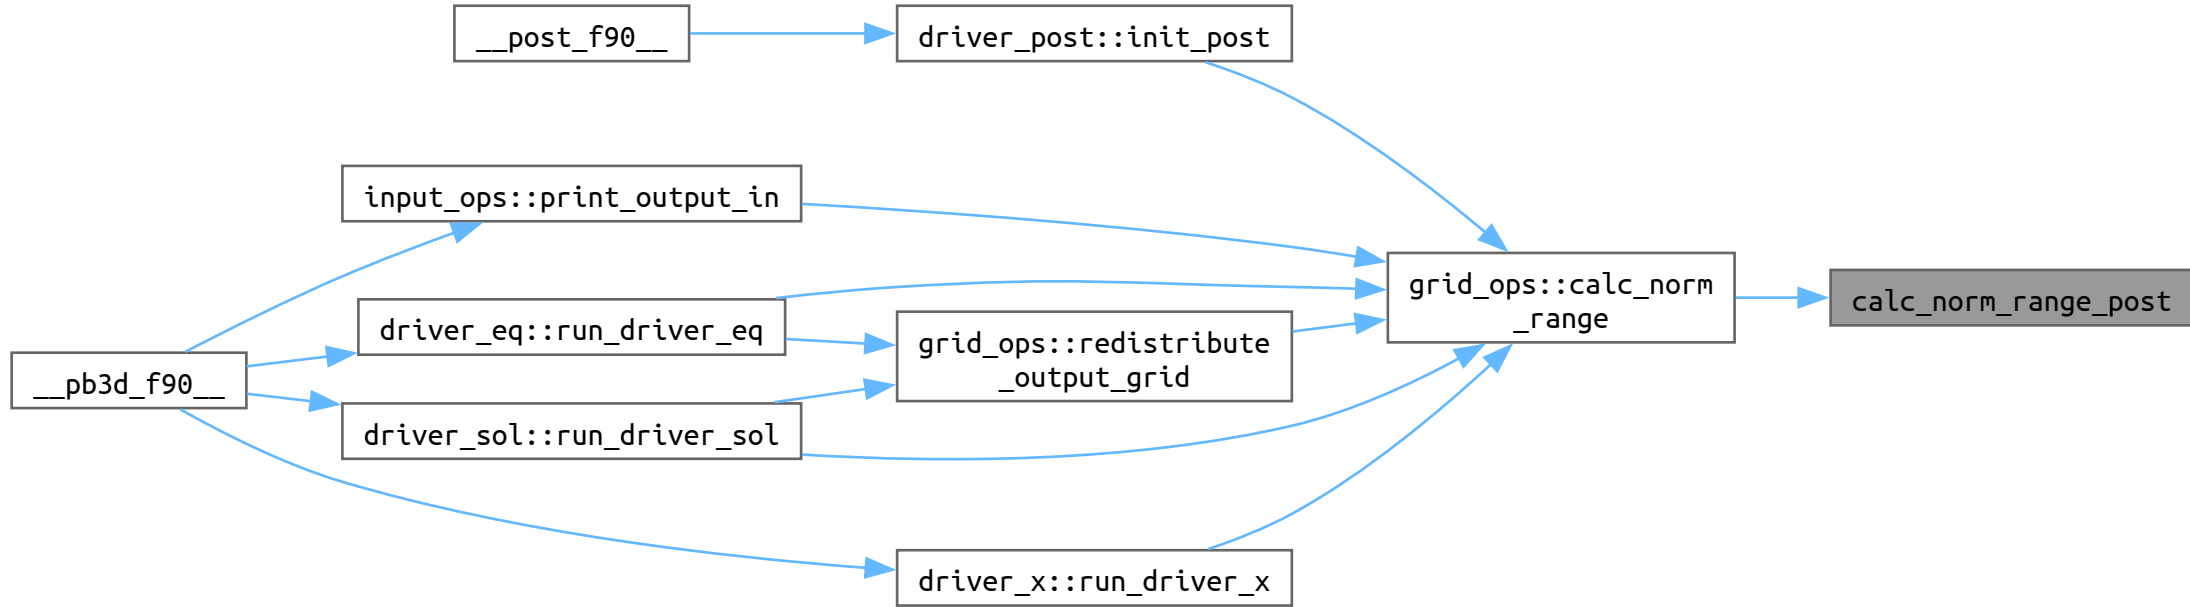 __post_f90__
driver_post::init_post
input_ops::print_output_in
grid_ops::calc_norm
_range
calc_norm_range_post
driver_eq::run_driver_eq
grid_ops::redistribute
_output_grid
__pb3d_f90__
driver_sol::run_driver_sol
driver_x::run_driver_x